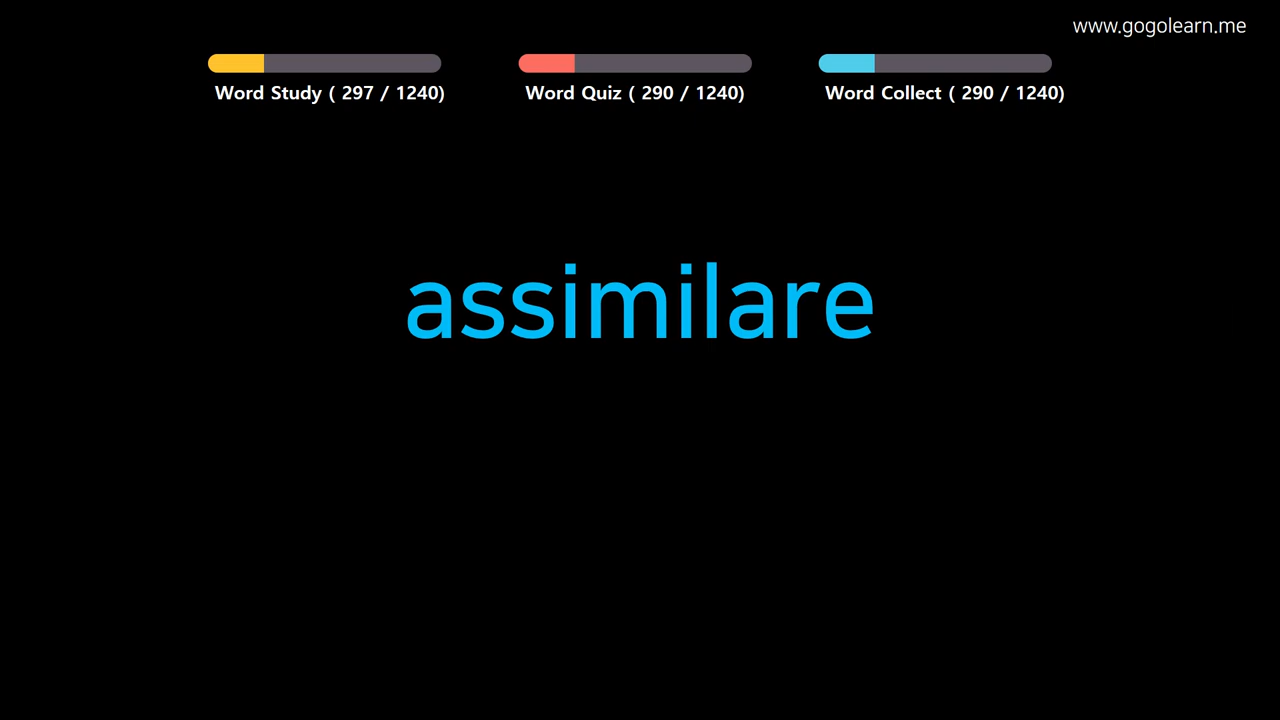 www.gogolearn.me
Word Study ( 297 / 1240)
Word Quiz ( 290 / 1240)
Word Collect ( 290 / 1240)
assimilare